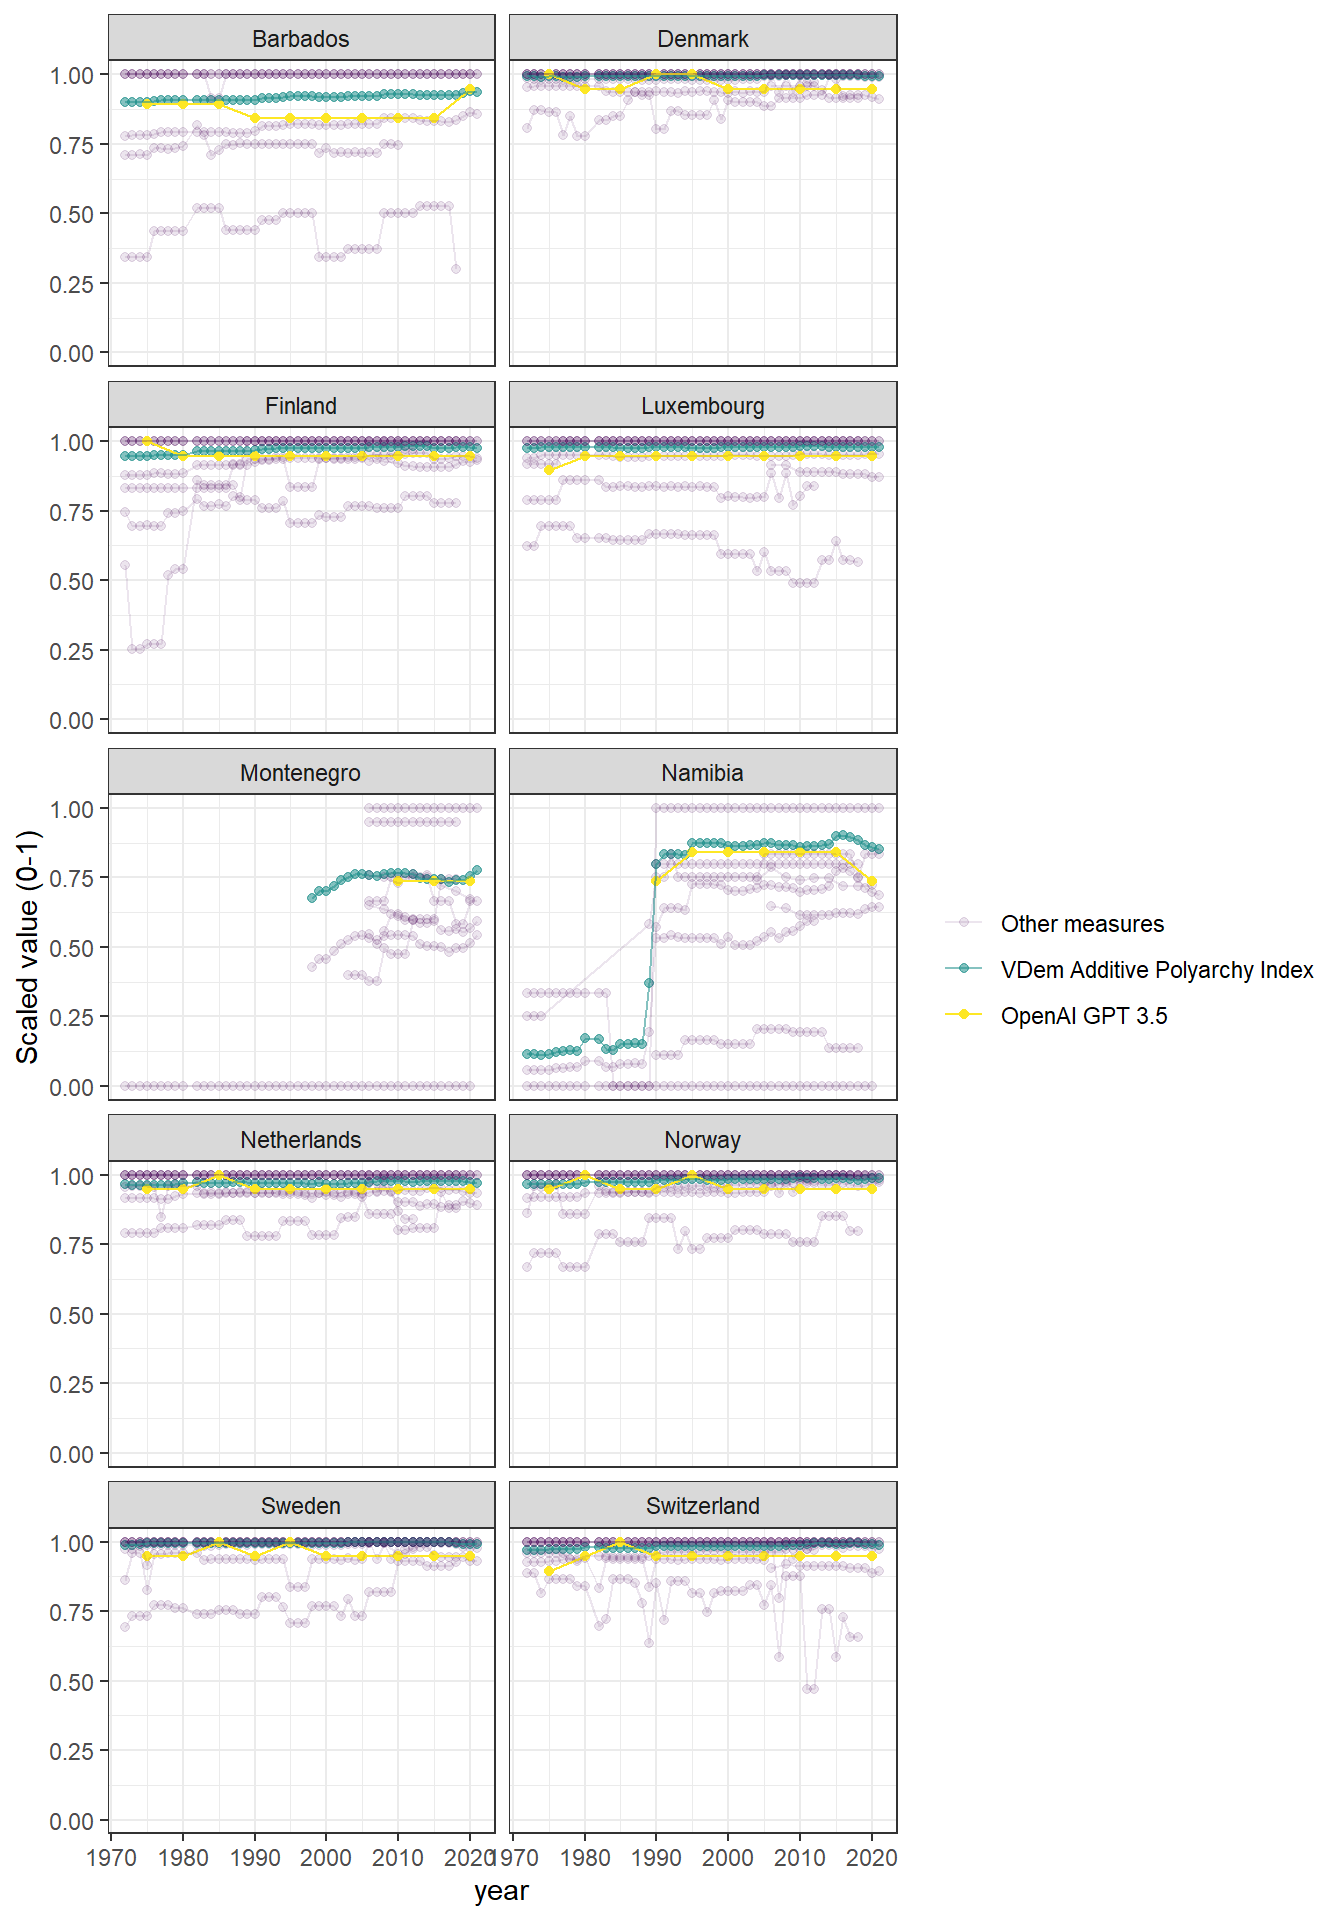 Barbados
Denmark
1.00
0.75
0.50
0.25
0.00
Finland
Luxembourg
1.00
0.75
0.50
0.25
0.00
Montenegro
Namibia
1.00
0.75
0.50
0.25
0.00
Scaled value (0-1)
Other measures
VDem Additive Polyarchy Index
OpenAI GPT 3.5
Netherlands
Norway
1.00
0.75
0.50
0.25
0.00
Sweden
Switzerland
1.00
0.75
0.50
0.25
0.00
1970 1980 1990 2000 2010 2020 1970 1980 1990 2000 2010 2020
year